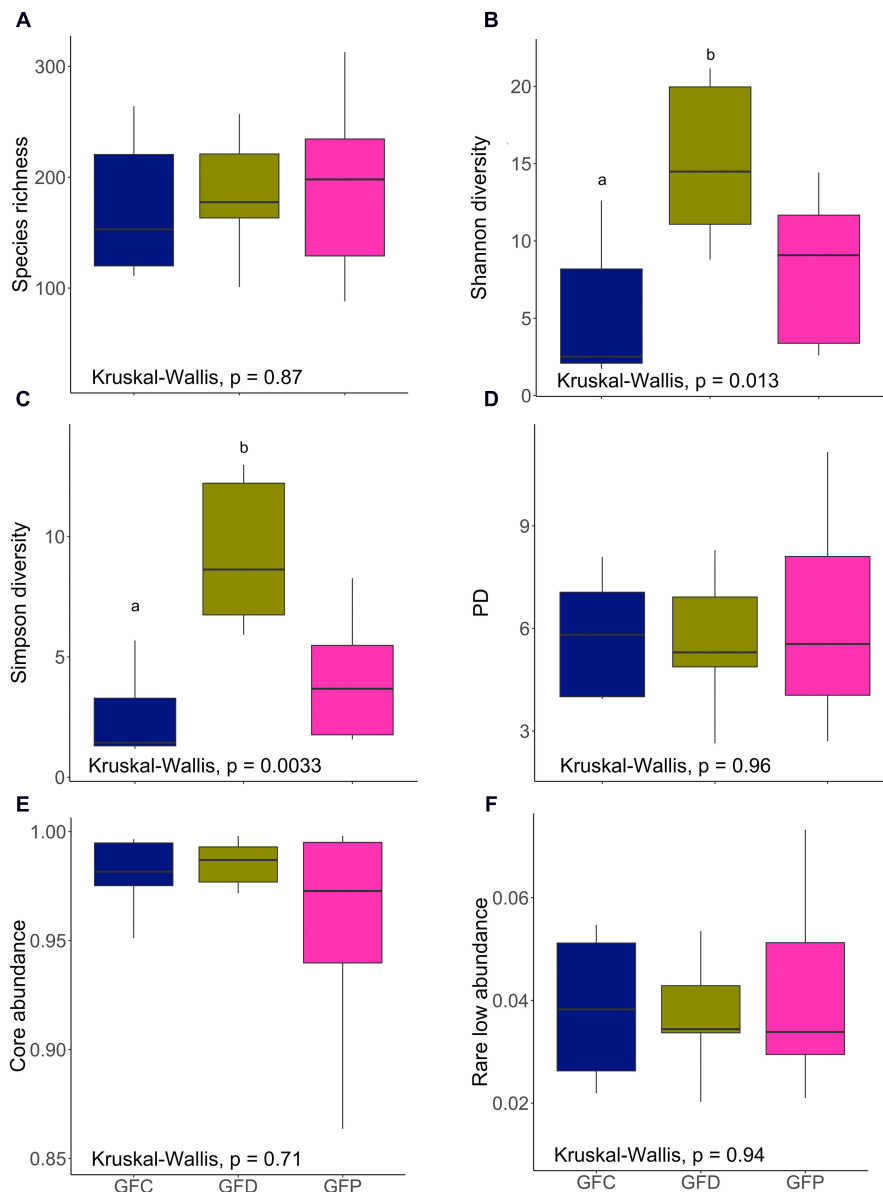 A
Species richness
300
200
100
Kruskal-Wallis, p = 0.87
B
Shannon diversity
20
15
10
5
0
a
b
Kruskal-Wallis, p = 0.013
C
Simpson diversity
10
5
0
a
b
Kruskal-Wallis, p = 0.0033
D
PD
9
6
3
Kruskal-Wallis, p = 0.96
E
Core abundance
1.00
0.95
0.90
0.85
Kruskal-Wallis, p = 0.71
GFC GFD GFP
F
Rare low abundance
0.06
0.04
0.02
Kruskal-Wallis, p = 0.94
GFC GFD GFP